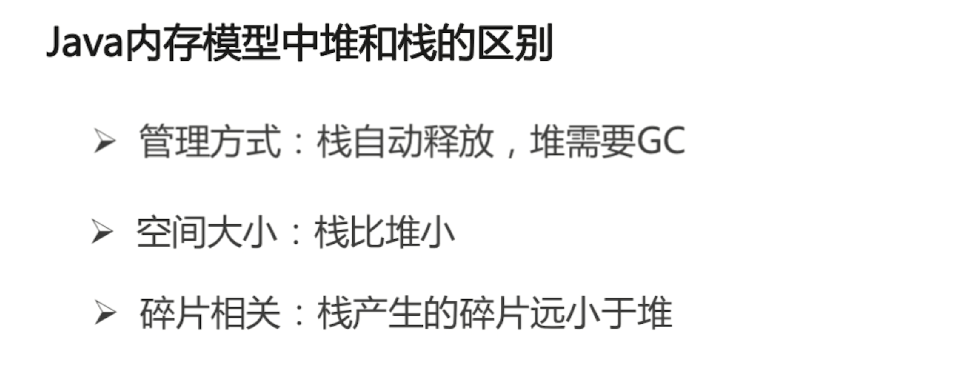 Java内存模型中堆和栈的区别
➢ 管理方式：栈自动释放，堆需要GC
➢ 空间大小：栈比堆小
➢ 碎片相关：栈产生的碎片远小于堆